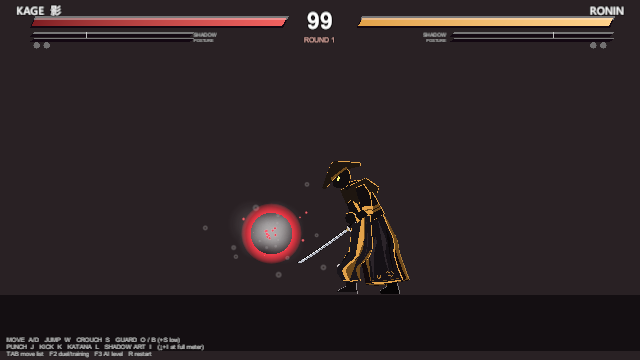 KAGE 影
99
RONIN
SHADOW
POSTURE
ROUND 1
SHADOW
POSTURE
MOVE A/D JUMP W CROUCH S GUARD O / B (+S low)
PUNCH J KICK K KATANA L SHADOW ART I (↓+I at full meter)
TAB move list F2 duel/training F3 AI level R restart